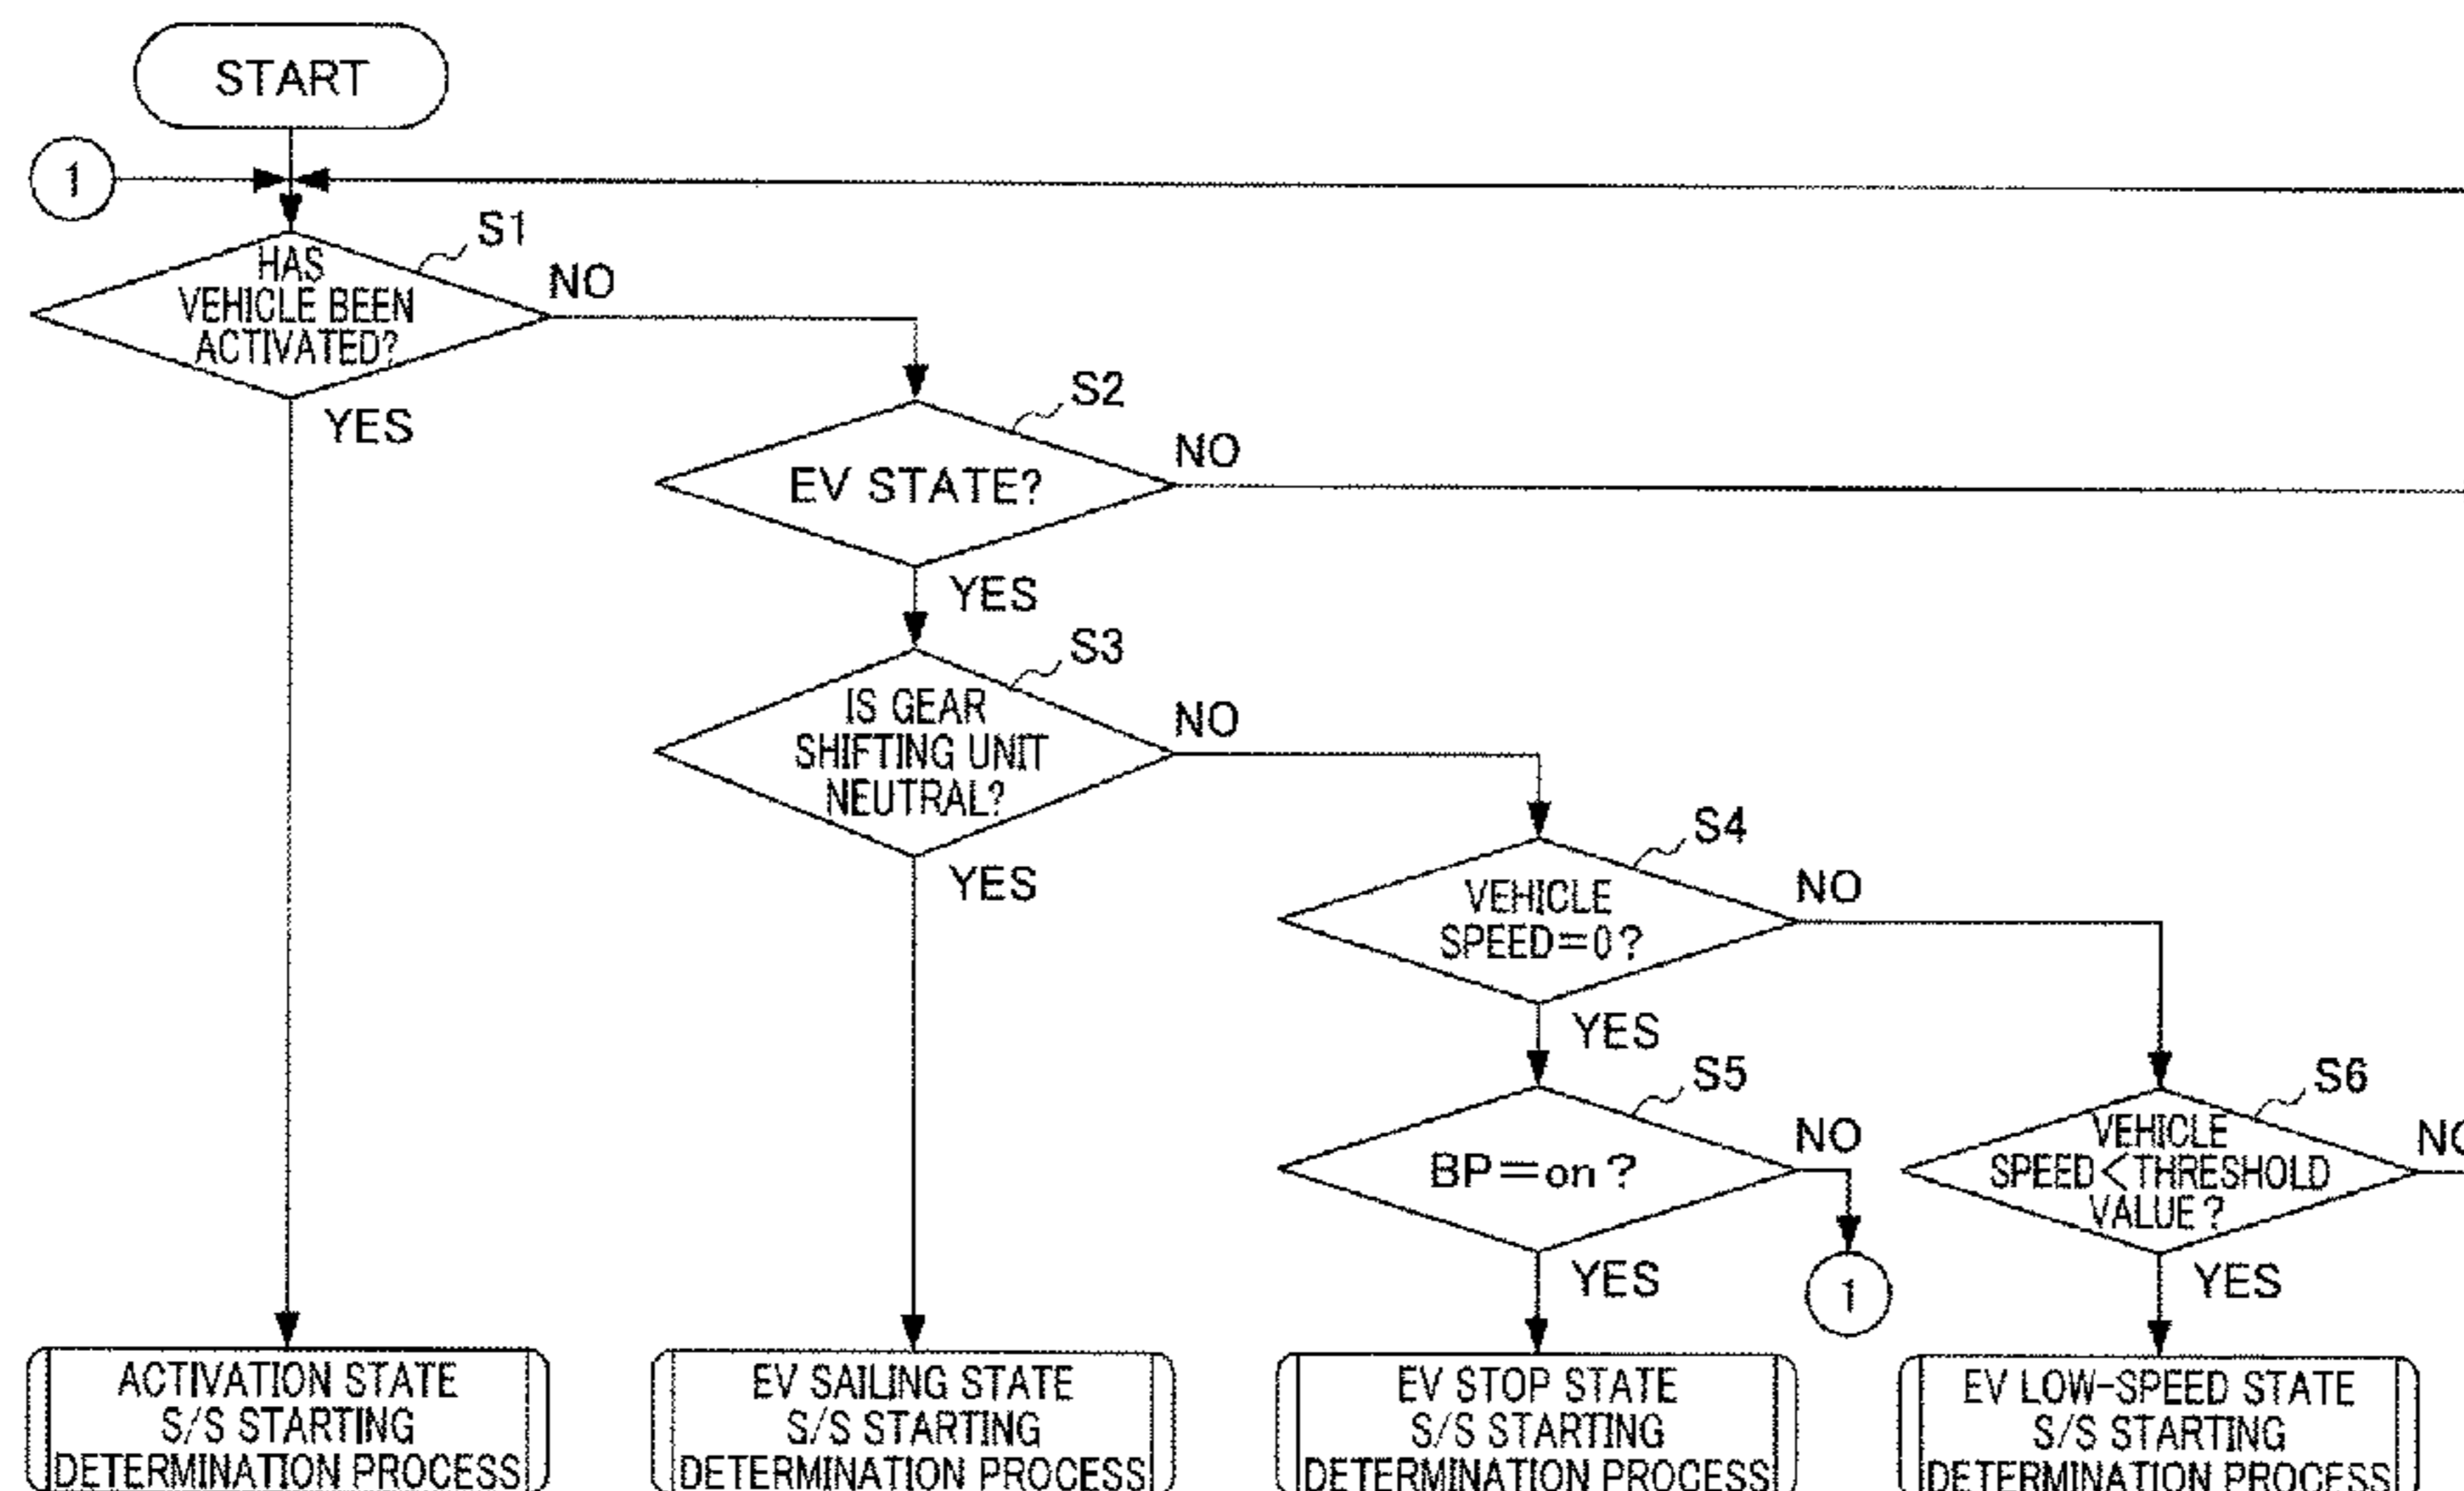 START
1
S1
HAS
VEHICLE BEEN
ACTIVATED?
NO
YES
S2
EV STATE?
NO
YES
S3
IS GEAR
SHIFTING UNIT
NEUTRAL?
NO
YES
S4
VEHICLE
SPEED=0?
NO
YES
S5
BP=on?
NO
1
YES
S6
VEHICLE
SPEED<THRESHOLD
VALUE?
YES
ACTIVATION STATE
S/S STARTING
DETERMINATION PROCESS
EV SAILING STATE
S/S STARTING
DETERMINATION PROCESS
EV STOP STATE
S/S STARTING
DETERMINATION PROCESS
EV LOW-SPEED STATE
S/S STARTING
DETERMINATION PROCESS